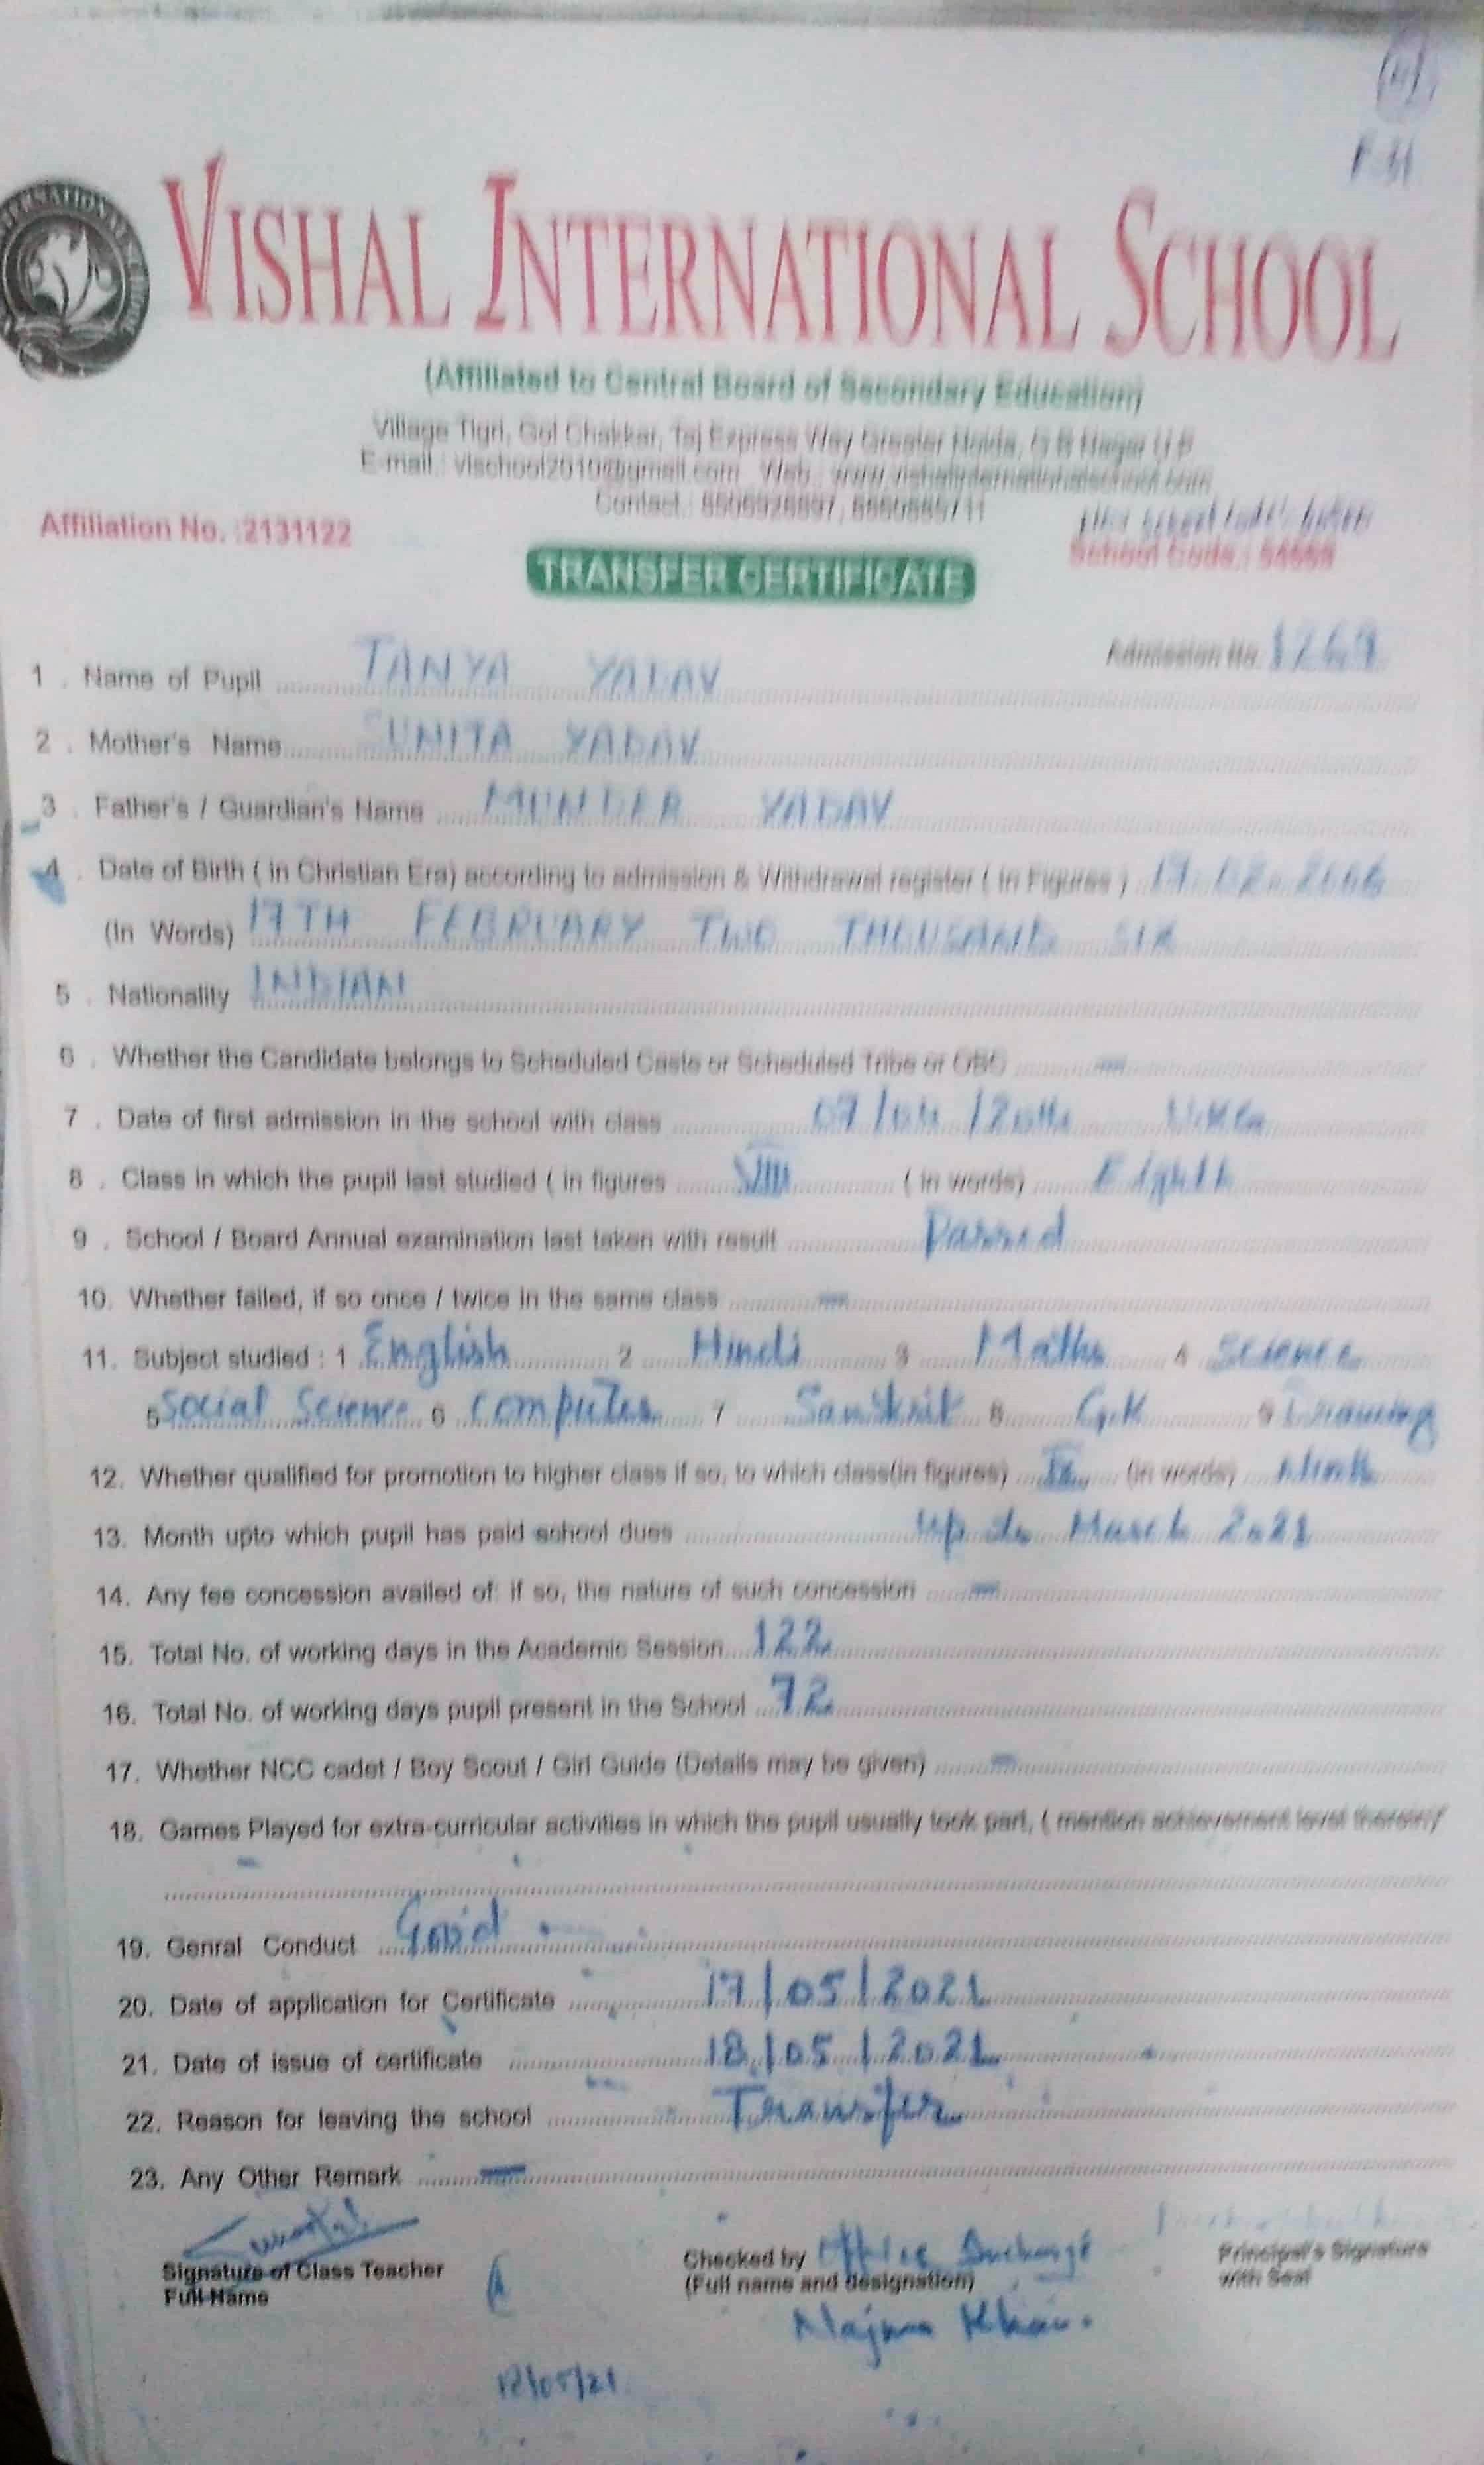 VISHAL INTERNATIONAL SCHOOL
(Affiliated to Central Board of Secondary Education)
Village Tigri, Gol Chakkar, Taj Express Way Greater Noida, G B Nagar U P
E-mail.: vischool2010@gmail.com Web.: www.vishalinternationalschool.com
Contact.:
Affiliation No. :2131122
School Code.:
TRANSFER CERTIFICATE
Admission No. 1269
1 . Name of Pupil TANYA YADAV
2 . Mother's Name SUNITA YADAV
3 . Father's / Guardian's Name YADAV
4 . Date of Birth ( in Christian Era) according to admission & Withdrawal register ( in Figures ) 17.02.2006
(In Words) 17TH FEBRUARY TWO THOUSAND SIX
5 . Nationality INDIAN
6 . Whether the Candidate belongs to Scheduled Caste or Scheduled Tribe or OBC —
7 . Date of first admission in the school with class
8 . Class in which the pupil last studied ( in figures VIII ( in words) Eighth
9 . School / Board Annual examination last taken with result Passed
10. Whether failed, if so once / twice in the same class —
11. Subject studied : 1 English 2 Hindi 3 Maths 4 Science
5 Social Science 6 Computer 7 Sanskrit 8 G.K 9 Drawing
12. Whether qualified for promotion to higher class if so, to which class(in figures) IX (in words) Ninth
13. Month upto which pupil has paid school dues up to March 2021
14. Any fee concession availed of: if so, the nature of such concession —
15. Total No. of working days in the Academic Session 122
16. Total No. of working days pupil present in the School 72
17. Whether NCC cadet / Boy Scout / Girl Guide (Details may be given) —
18. Games Played for extra-curricular activities in which the pupil usually took part, ( mention achievement level therein)
—
19. Genral Conduct Good
20. Date of application for Certificate 17/05/2021
21. Date of issue of certificate 18/05/2021
22. Reason for leaving the school Transfer
23. Any Other Remark —
Signature of Class Teacher
Full Name
Checked by Office Incharge
(Full name and designation)
Najma Khan.
Principal's Signature
with Seal
18/05/21